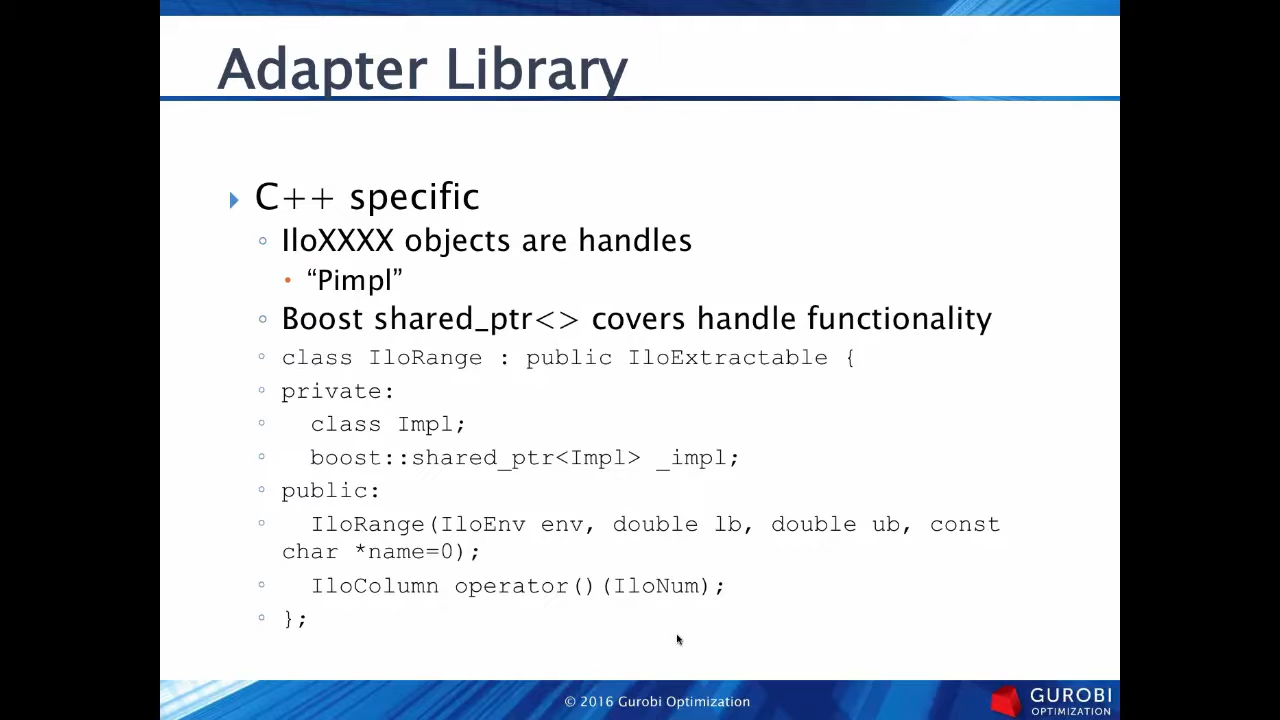 Adapter Library
C++ specific
IloXXXX objects are handles
“Pimpl”
Boost shared_ptr<> covers handle functionality
class IloRange : public IloExtractable {
private:
class Impl;
boost::shared_ptr<Impl> _impl;
public:
IloRange(IloEnv env, double lb, double ub, const
char *name=0);
IloColumn operator()(IloNum);
};
© 2016 Gurobi Optimization
GUROBI
OPTIMIZATION